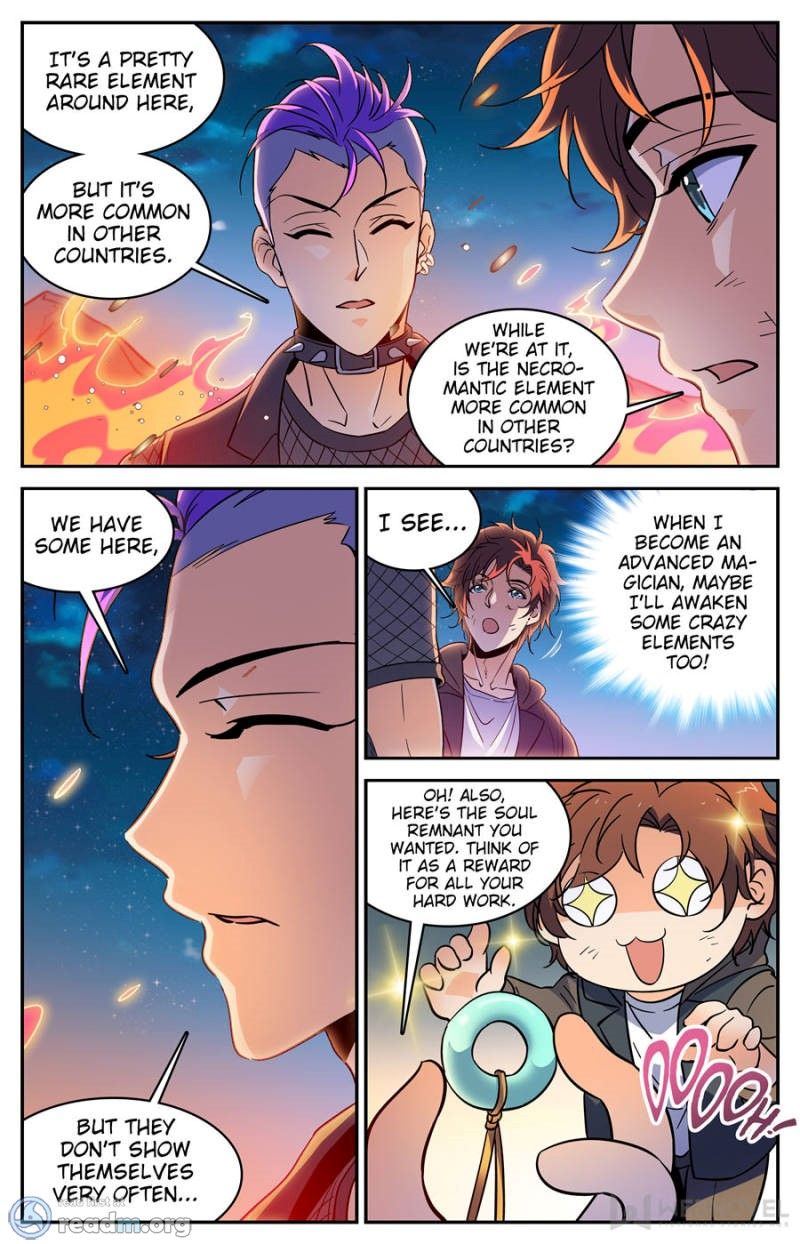 IT'S A PRETTY
RARE ELEMENT
AROUND HERE,
BUT IT'S
MORE COMMON
IN OTHER
COUNTRIES.
WHILE
WE'RE AT IT,
IS THE NECRO-
MANTIC ELEMENT
MORE COMMON
IN OTHER
COUNTRIES?
WE HAVE
SOME HERE,
BUT THEY
DON'T SHOW
THEMSELVES
VERY OFTEN...
I SEE...
WHEN I
BECOME AN
ADVANCED MA-
GICIAN, MAYBE
I'LL AWAKEN
SOME CRAZY
ELEMENTS
TOO!
OH! ALSO,
HERE'S THE SOUL
REMNANT YOU
WANTED. THINK OF
IT AS A REWARD
FOR ALL YOUR
HARD WORK.
OOOOH!
read first at
readm.org